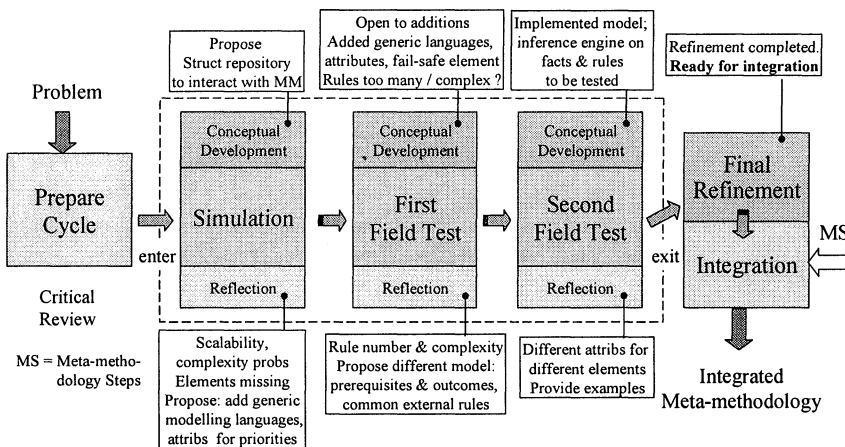 Propose
Struct repository
to interact with MM
Open to additions
Added generic languages,
attributes, fail-safe element
Rules too many / complex ?
Implemented model;
inference engine on
facts & rules
to be tested
Refinement completed.
Ready for integration
Problem
Prepare
Cycle
enter
Critical
Review
MS = Meta-metho-
dology Steps
Conceptual
Development
Simulation
Reflection
Conceptual
Development
First
Field Test
Reflection
Conceptual
Development
Second
Field Test
Reflection
exit
Final
Refinement
Integration
MS
Scalability,
complexity probs
Elements missing
Propose: add generic
modelling languages,
attribs for priorities
Rule number & complexity
Propose different model:
prerequisites & outcomes,
common external rules
Different attribs for
different elements
Provide examples
Integrated
Meta-methodology